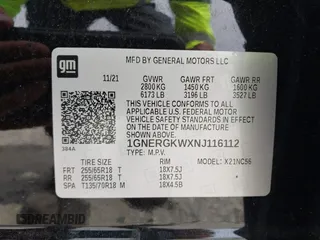 gm
MFD BY GENERAL MOTORS LLC
11/21 GVWR GAWR FRT GAWR RR
2800 KG 1450 KG 1600 KG
6173 LB 3196 LB 3527 LB
THIS VEHICLE CONFORMS TO ALL
APPLICABLE U.S. FEDERAL MOTOR
VEHICLE SAFETY STANDARDS IN EFFECT
ON THE DATE OF MANUFACTURE
SHOWN ABOVE.
1GNERGKWXNJ116112
384A TYPE: M.P.V. MODEL: X21NC56
TIRE RIM
FRT 255/65R18 T 18X7.5J
RR 255/65R18 T 18X7.5J
SPA T135/70R18 M 18X4.5B
DREAMBID